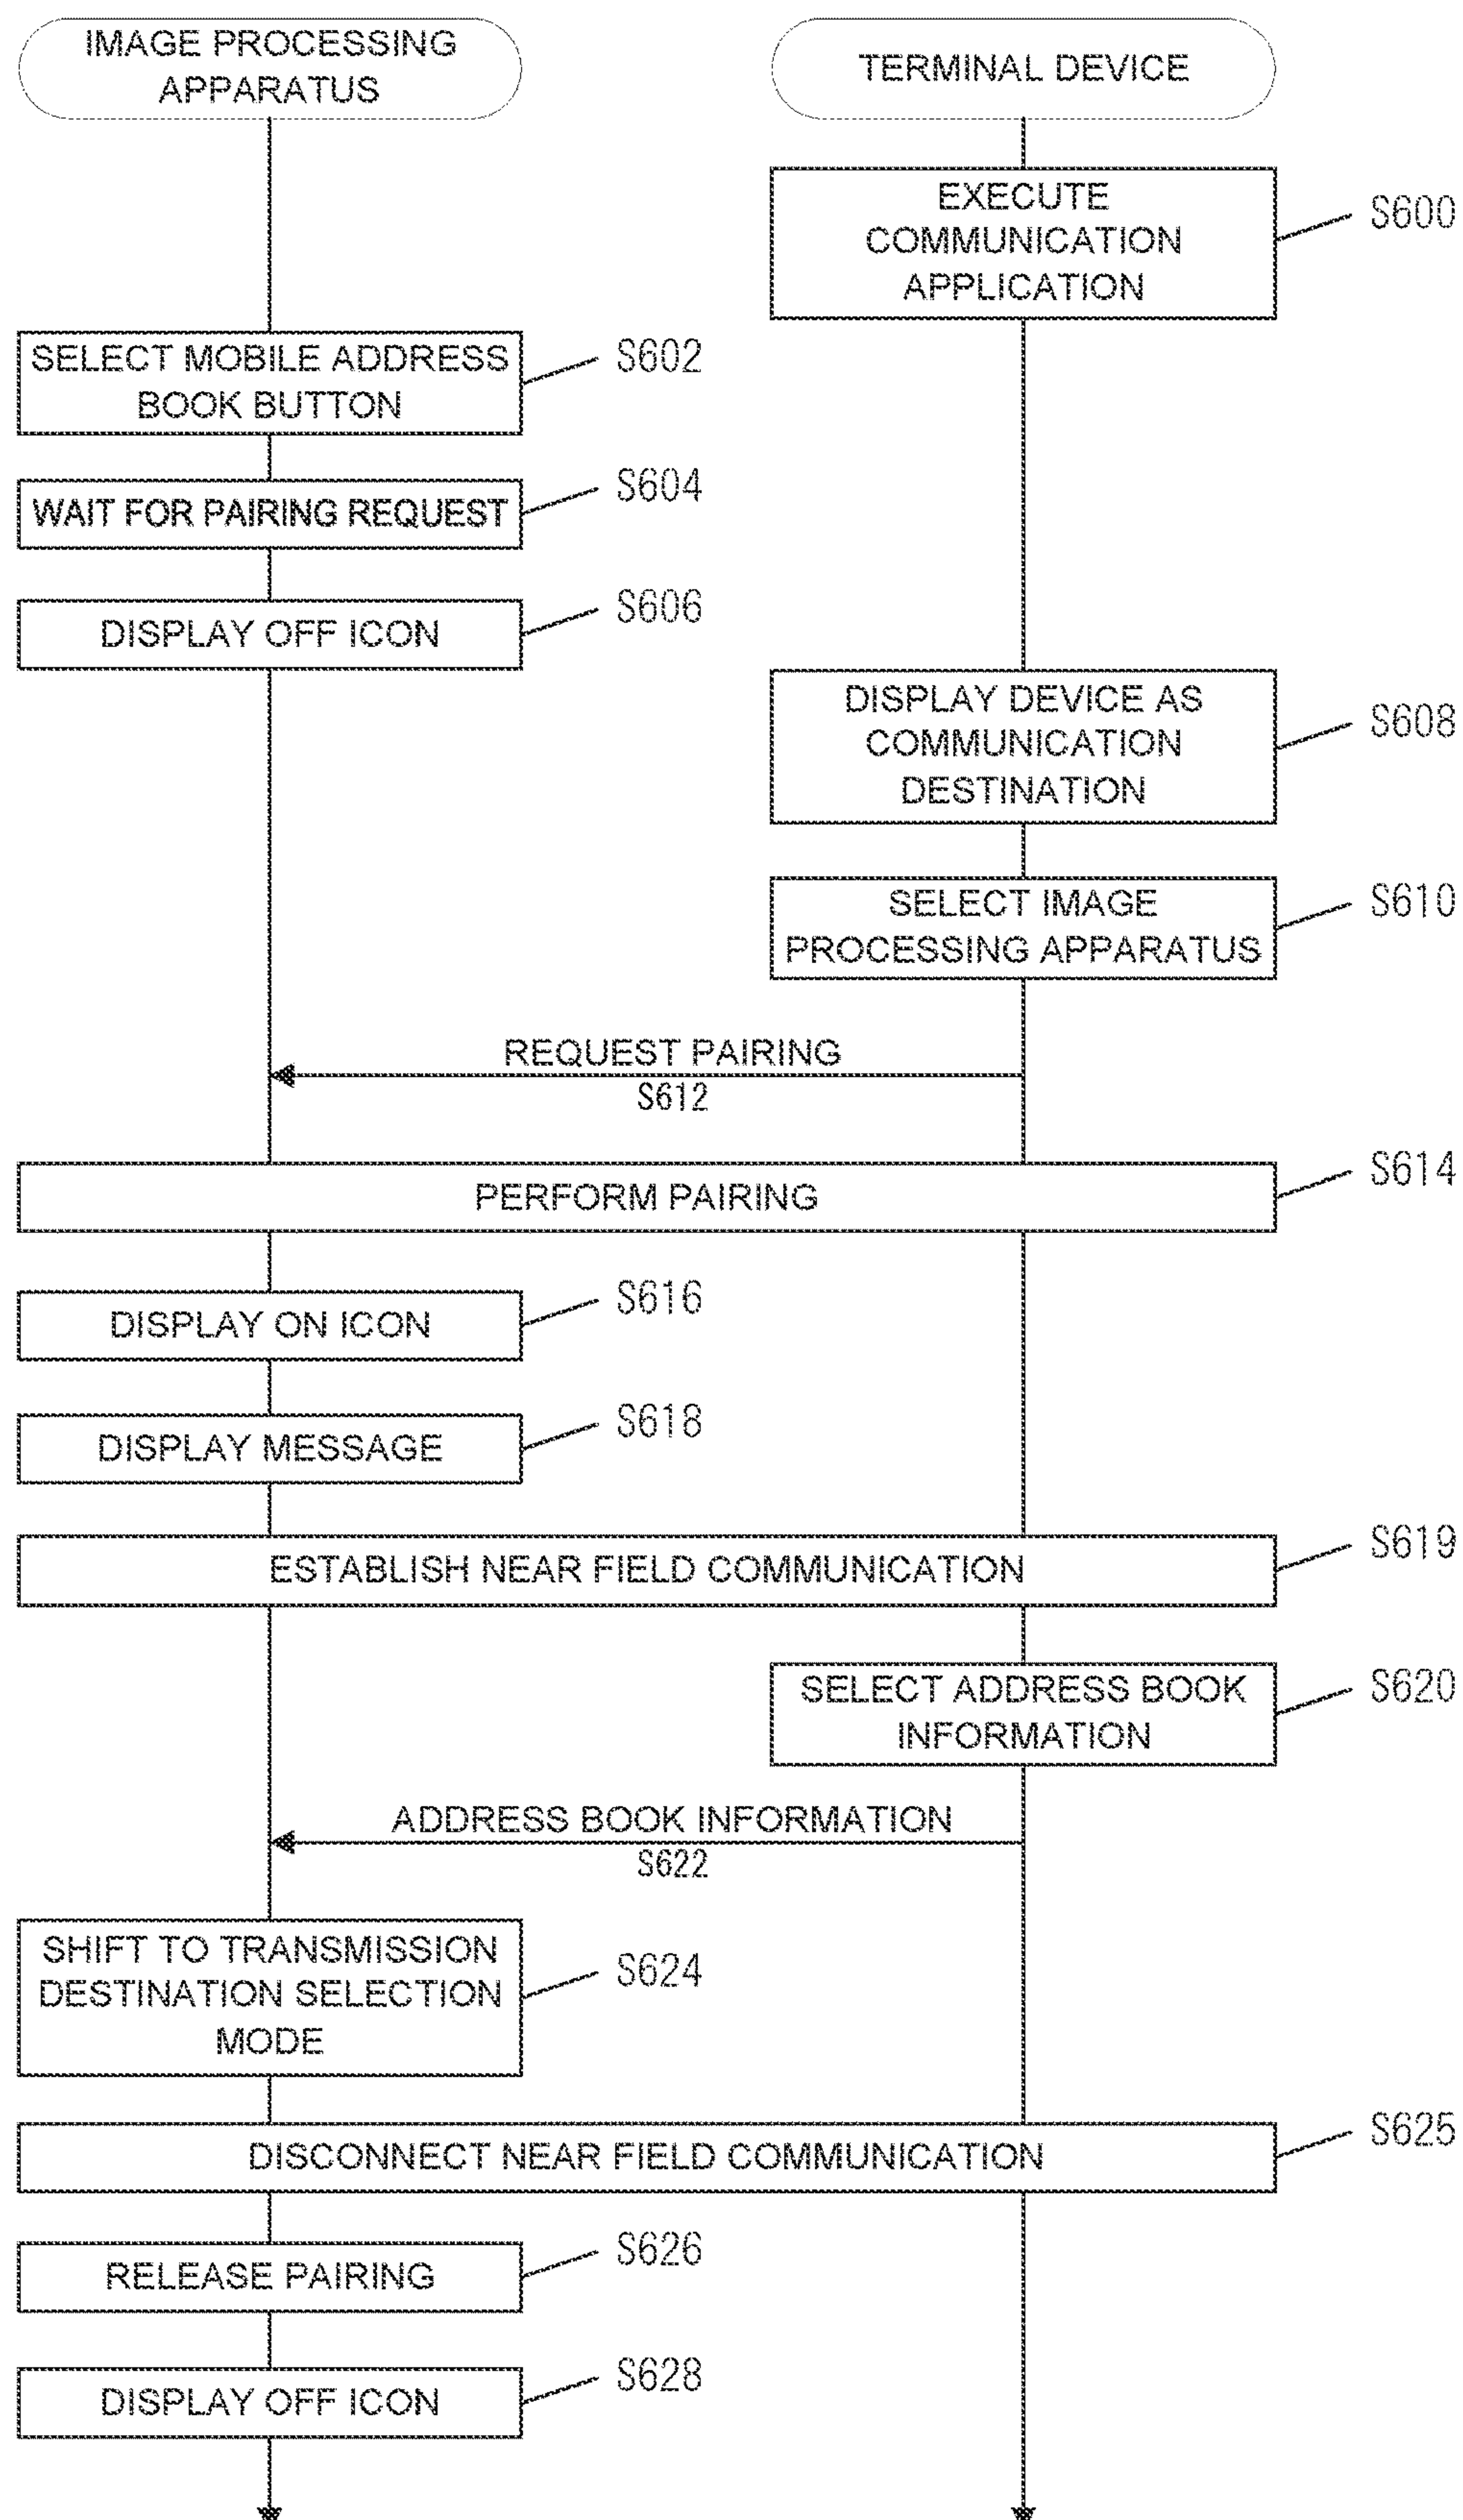 IMAGE PROCESSING
APPARATUS
TERMINAL DEVICE
EXECUTE
COMMUNICATION
APPLICATION
S600
SELECT MOBILE ADDRESS
BOOK BUTTON
S602
WAIT FOR PAIRING REQUEST
S604
DISPLAY OFF ICON
S606
DISPLAY DEVICE AS
COMMUNICATION
DESTINATION
S608
SELECT IMAGE
PROCESSING APPARATUS
S610
REQUEST PAIRING
S612
PERFORM PAIRING
S614
DISPLAY ON ICON
S616
DISPLAY MESSAGE
S618
ESTABLISH NEAR FIELD COMMUNICATION
S619
SELECT ADDRESS BOOK
INFORMATION
S620
ADDRESS BOOK INFORMATION
S622
SHIFT TO TRANSMISSION
DESTINATION SELECTION
MODE
S624
DISCONNECT NEAR FIELD COMMUNICATION
S625
RELEASE PAIRING
S626
DISPLAY OFF ICON
S628